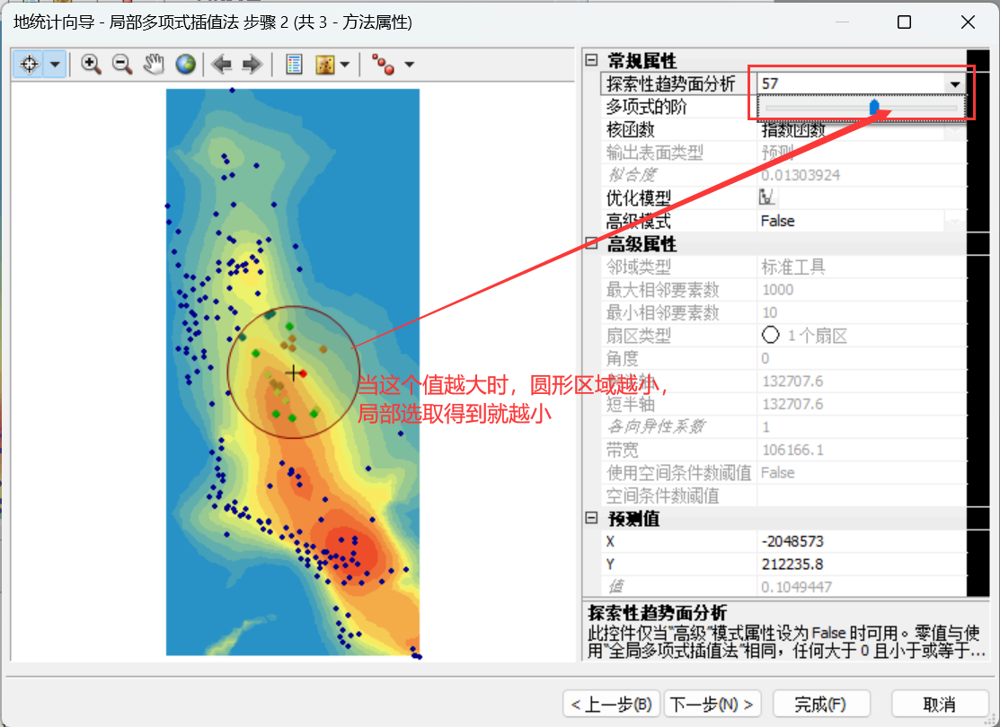 地统计向导 - 局部多项式插值法 步骤 2 (共 3 - 方法属性)
常规属性
探索性趋势面分析 57
多项式的阶
核函数 指数函数
输出表面类型 预测
拟合度 0.01303924
优化模型
高级模式 False
高级属性
邻域类型 标准工具
最大相邻要素数 1000
最小相邻要素数 10
扇区类型 1 个扇区
角度 0
132707.6
短半轴 132707.6
各向异性系数 1
带宽 106166.1
使用空间条件数阈值 False
空间条件数阈值
当这个值越大时，圆形区域越小，
局部选取得到就越小
预测值
X -2048573
Y 212235.8
值 0.1049447
探索性趋势面分析
此控件仅当"高级"模式属性设为 False 时可用。零值与使
用"全局多项式插值法"相同，任何大于 0 且小于或等于...
< 上一步(B) 下一步(N) > 完成(F) 取消